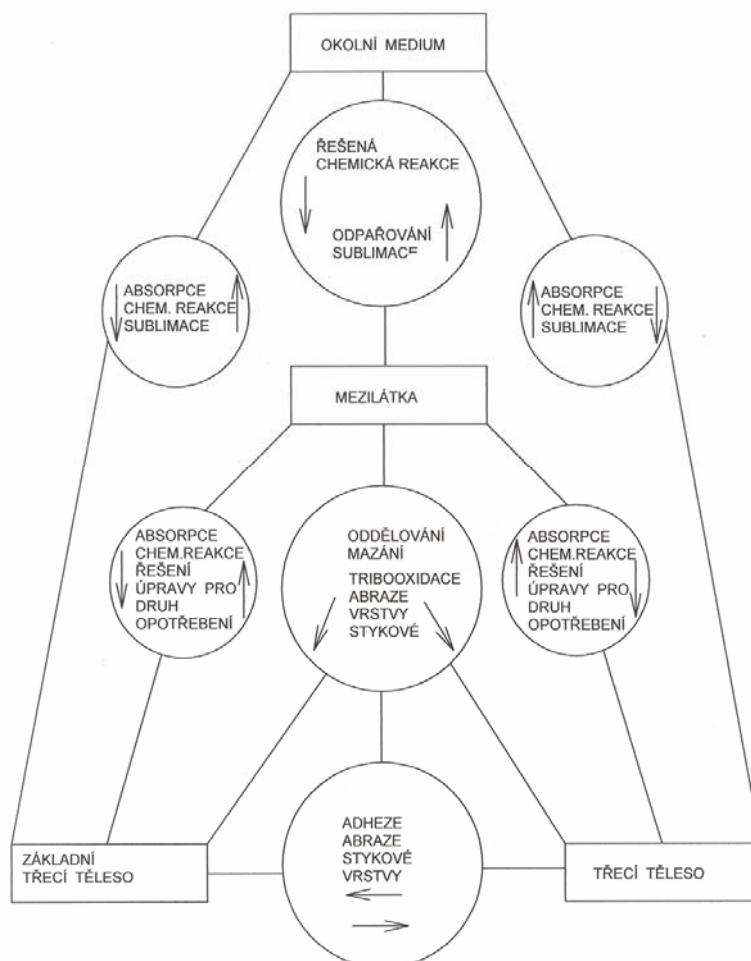 OKOLNÍ MEDIUM
ŘEŠENÁ
CHEMICKÁ REAKCE
ODPAŘOVÁNÍ
SUBLIMACE
ABSORPCE
CHEM. REAKCE
SUBLIMACE
ABSORPCE
CHEM. REAKCE
SUBLIMACE
MEZILÁTKA
ABSORPCE
CHEM.REAKCE
ŘEŠENÍ
ÚPRAVY PRO
DRUH
OPOTŘEBENÍ
ODDĚLOVÁNÍ
MAZÁNÍ
TRIBOOXIDACE
ABRAZE
VRSTVY
STYKOVÉ
ABSORPCE
CHEM.REAKCE
ŘEŠENÍ
ÚPRAVY PRO
DRUH
OPOTŘEBENÍ
ZÁKLADNÍ
TŘECÍ TĚLESO
ADHEZE
ABRAZE
STYKOVÉ
VRSTVY
TŘECÍ TĚLESO